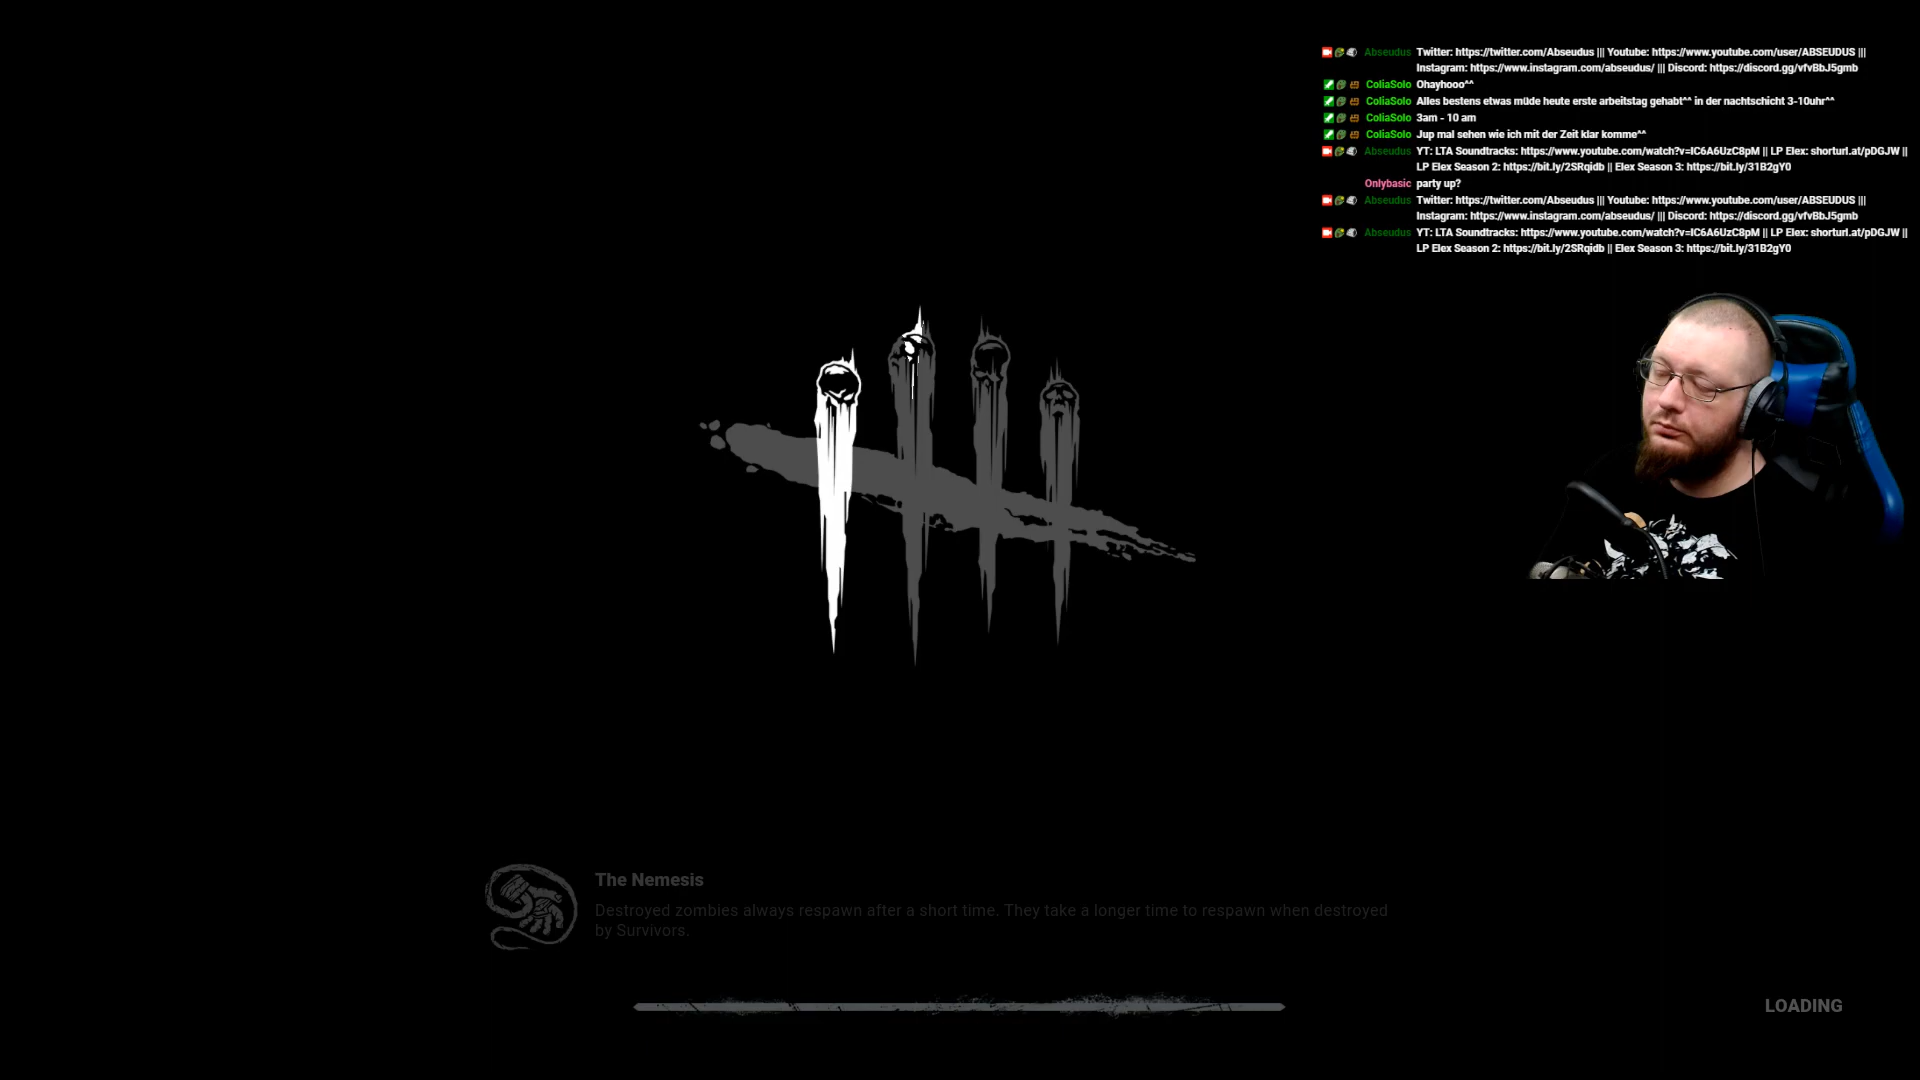 Abseudus Twitter: https://twitter.com/Abseudus ||| Youtube: https://www.youtube.com/user/ABSEUDUS |||
Instagram: https://www.instagram.com/abseudus/ ||| Discord: https://discord.gg/vfvBbJ5gmb
ColiaSolo Ohayhooo^^
ColiaSolo Alles bestens etwas müde heute erste arbeitstag gehabt^^ in der nachtschicht 3-10uhr^^
ColiaSolo 3am - 10 am
ColiaSolo Jup mal sehen wie ich mit der Zeit klar komme^^
Abseudus YT: LTA Soundtracks: https://www.youtube.com/watch?v=IC6A6UzC8pM || LP Elex: shorturl.at/pDGJW ||
LP Elex Season 2: https://bit.ly/2SRqidb || Elex Season 3: https://bit.ly/31B2gY0
Onlybasic party up?
Abseudus Twitter: https://twitter.com/Abseudus ||| Youtube: https://www.youtube.com/user/ABSEUDUS |||
Instagram: https://www.instagram.com/abseudus/ ||| Discord: https://discord.gg/vfvBbJ5gmb
Abseudus YT: LTA Soundtracks: https://www.youtube.com/watch?v=IC6A6UzC8pM || LP Elex: shorturl.at/pDGJW ||
LP Elex Season 2: https://bit.ly/2SRqidb || Elex Season 3: https://bit.ly/31B2gY0
The Nemesis
Destroyed zombies always respawn after a short time. They take a longer time to respawn when destroyed
by Survivors.
LOADING